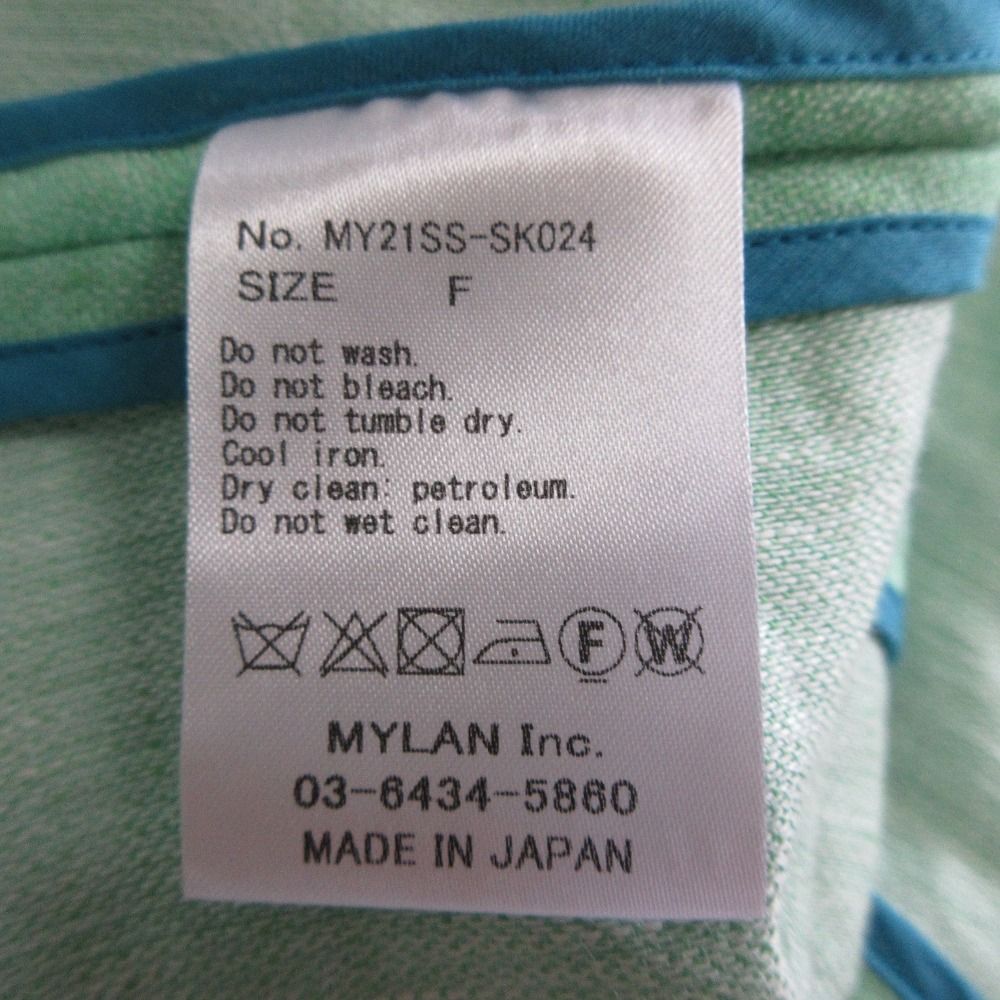 No. MY21SS-SK024
SIZE F
Do not wash.
Do not bleach.
Do not tumble dry.
Cool iron.
Dry clean: petroleum.
Do not wet clean.
F W
MYLAN Inc.
03-6434-5860
MADE IN JAPAN